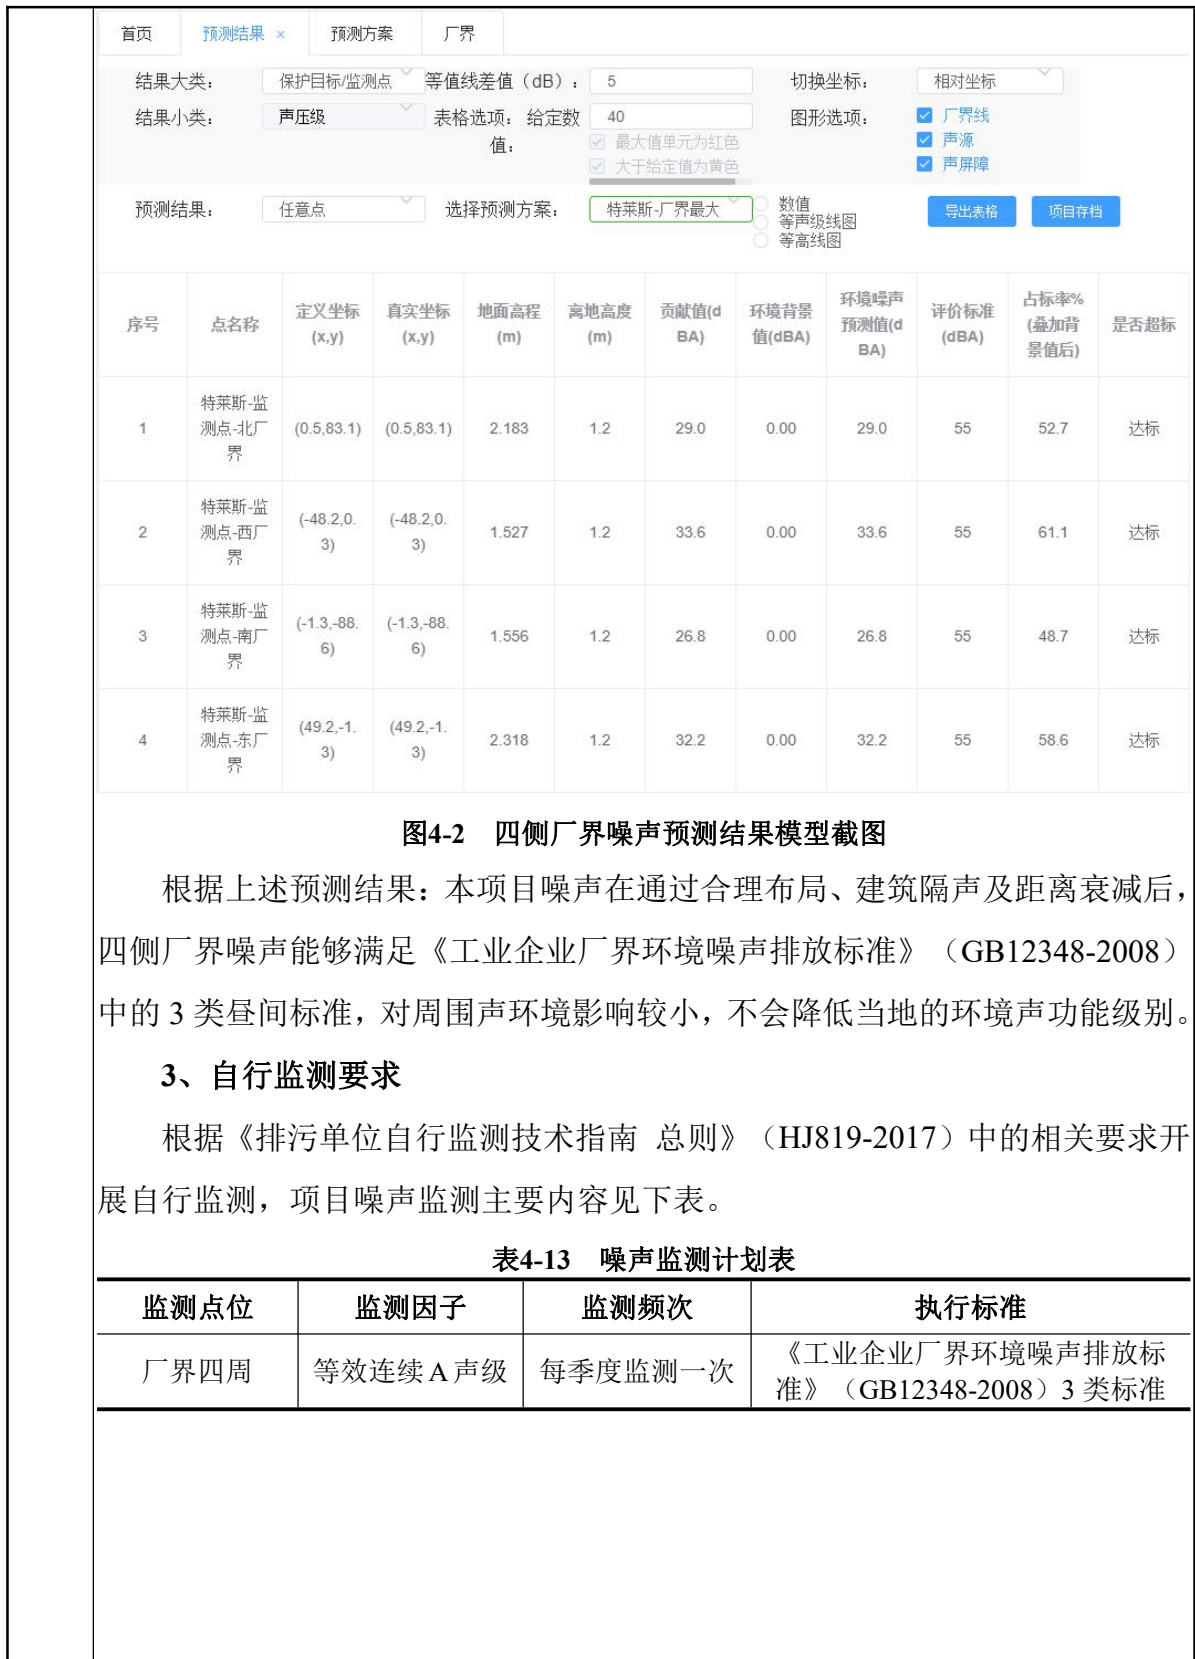 首页 预测结果 × 预测方案 厂界
结果大类： 保护目标/监测点 等值线差值（dB）： 5 切换坐标： 相对坐标
结果小类： 声压级 表格选项： 给定数值： 40 图形选项： 厂界线
最大值单元为红色 声源
大于给定值为黄色 声屏障
预测结果： 任意点 选择预测方案： 特莱斯-厂界最大 数值 导出表格 项目存档
等声级线图
等高线图
序号 点名称 定义坐标(x,y) 真实坐标(x,y) 地面高程(m) 离地高度(m) 贡献值(dBA) 环境背景值(dBA) 环境噪声预测值(dBA) 评价标准(dBA) 占标率%(叠加背景值后) 是否超标
1 特莱斯-监测点-北厂界 (0.5,83.1) (0.5,83.1) 2.183 1.2 29.0 0.00 29.0 55 52.7 达标
2 特莱斯-监测点-西厂界 (-48.2,0.3) (-48.2,0.3) 1.527 1.2 33.6 0.00 33.6 55 61.1 达标
3 特莱斯-监测点-南厂界 (-1.3,-88.6) (-1.3,-88.6) 1.556 1.2 26.8 0.00 26.8 55 48.7 达标
4 特莱斯-监测点-东厂界 (49.2,-1.3) (49.2,-1.3) 2.318 1.2 32.2 0.00 32.2 55 58.6 达标
图4-2 四侧厂界噪声预测结果模型截图
根据上述预测结果：本项目噪声在通过合理布局、建筑隔声及距离衰减后，
四侧厂界噪声能够满足《工业企业厂界环境噪声排放标准》（GB12348-2008）
中的 3 类昼间标准，对周围声环境影响较小，不会降低当地的环境声功能级别。
3、自行监测要求
根据《排污单位自行监测技术指南 总则》（HJ819-2017）中的相关要求开
展自行监测，项目噪声监测主要内容见下表。
表4-13 噪声监测计划表
监测点位 监测因子 监测频次 执行标准
厂界四周 等效连续 A 声级 每季度监测一次 《工业企业厂界环境噪声排放标
准》（GB12348-2008）3 类标准